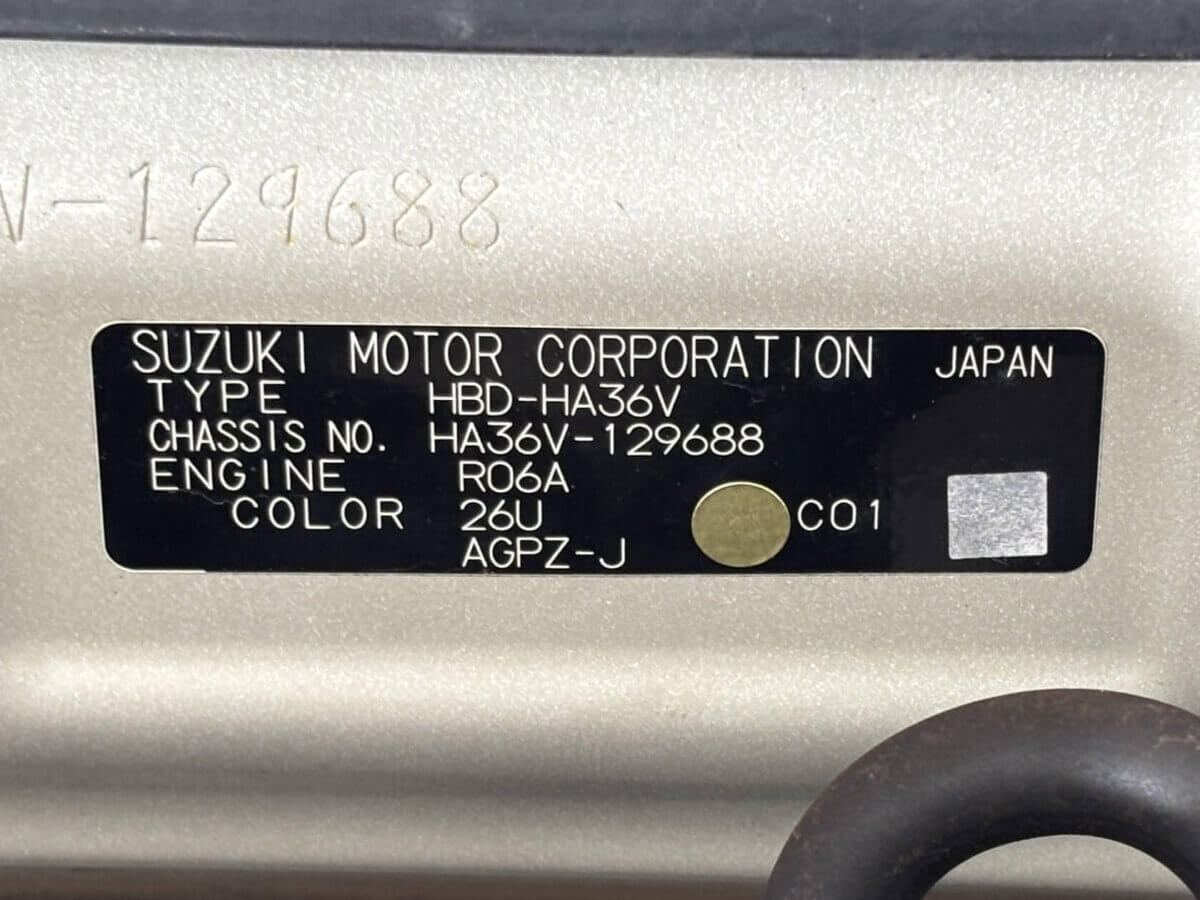 V-129688
SUZUKI MOTOR CORPORATION JAPAN
TYPE HBD-HA36V
CHASSIS NO. HA36V-129688
ENGINE R06A
COLOR 26U C01
AGPZ-J